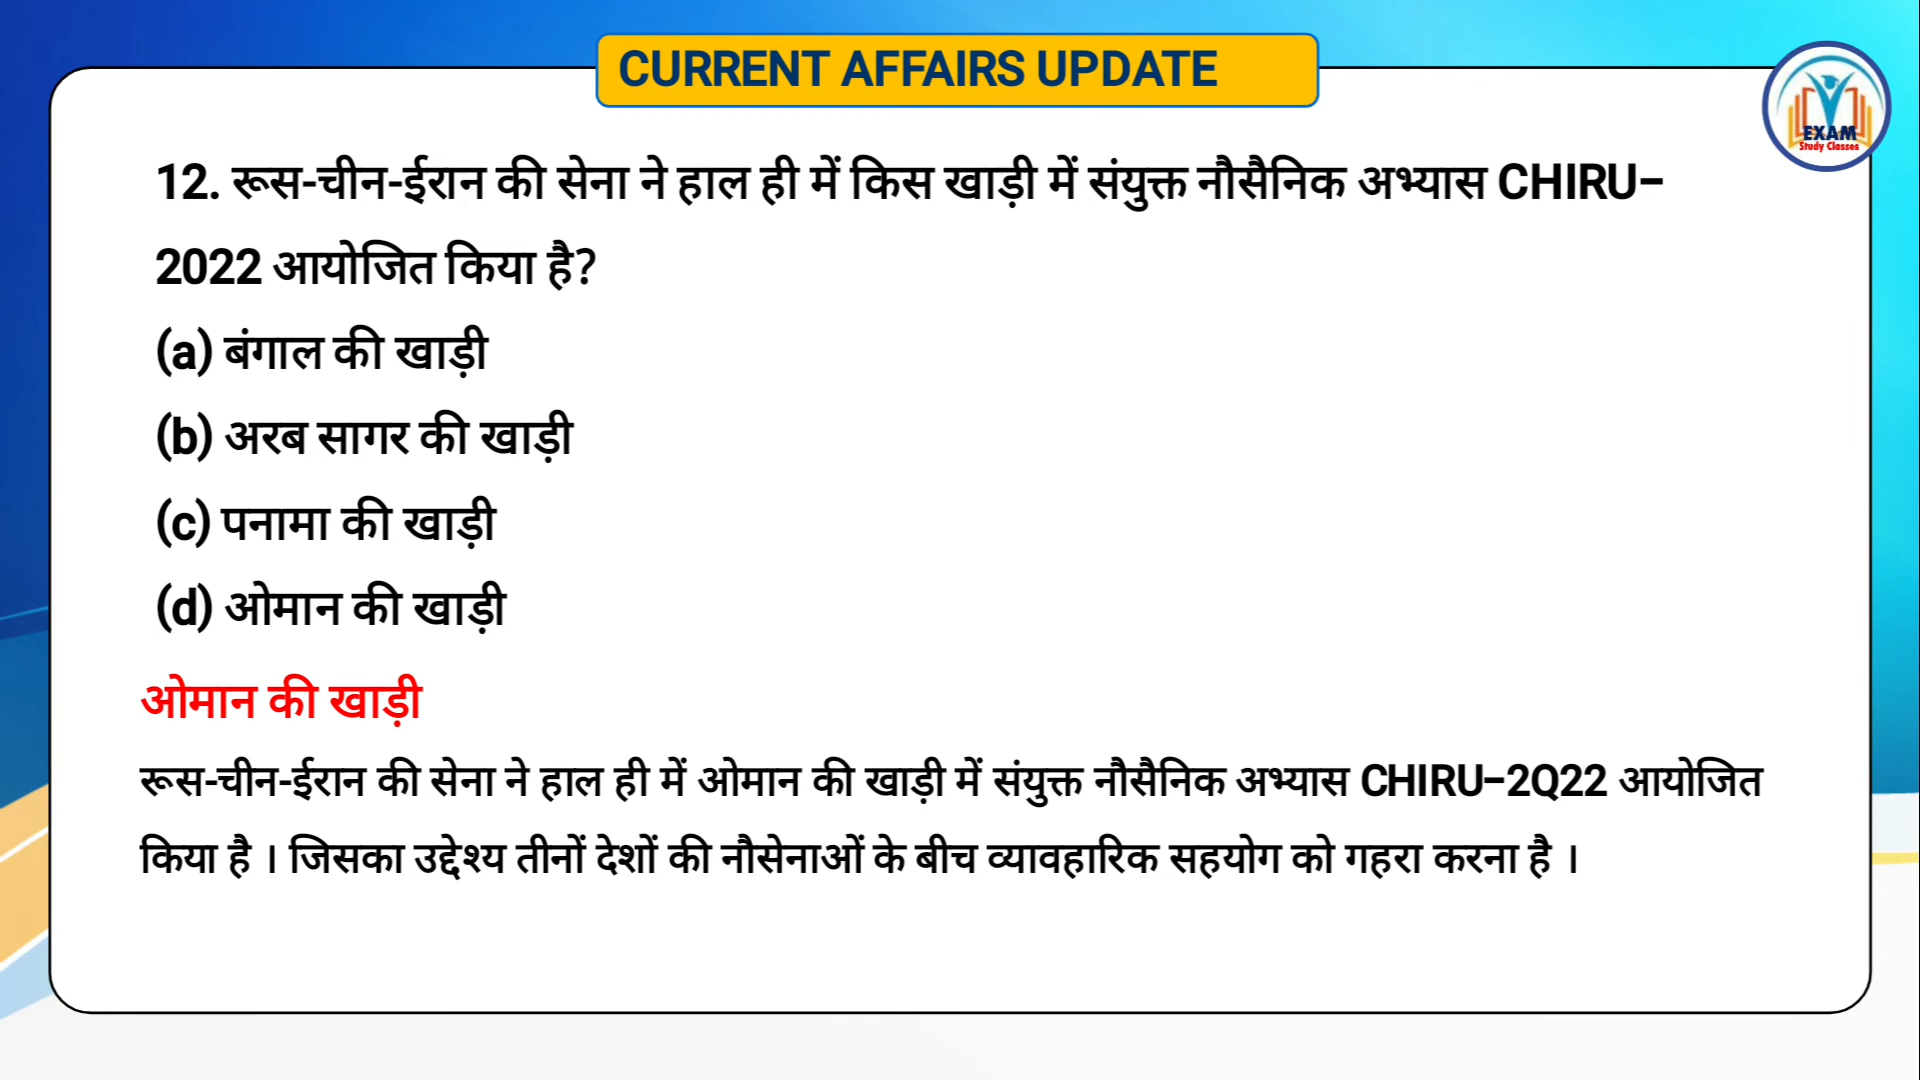 CURRENT AFFAIRS UPDATE
EXAM
Study Classes
12. रूस-चीन-ईरान की सेना ने हाल ही में किस खाड़ी में संयुक्त नौसैनिक अभ्यास CHIRU–
2022 आयोजित किया है?
(a) बंगाल की खाड़ी
(b) अरब सागर की खाड़ी
(c) पनामा की खाड़ी
(d) ओमान की खाड़ी
ओमान की खाड़ी
रूस-चीन-ईरान की सेना ने हाल ही में ओमान की खाड़ी में संयुक्त नौसैनिक अभ्यास CHIRU–2Q22 आयोजित
किया है । जिसका उद्देश्य तीनों देशों की नौसेनाओं के बीच व्यावहारिक सहयोग को गहरा करना है ।